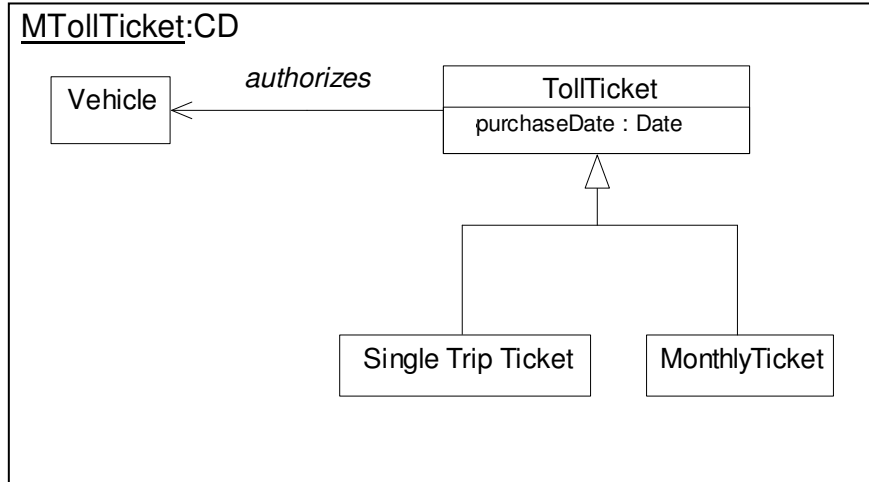 MTollTicket:CD
authorizes
Vehicle
TollTicket
purchaseDate : Date
Single Trip Ticket
MonthlyTicket